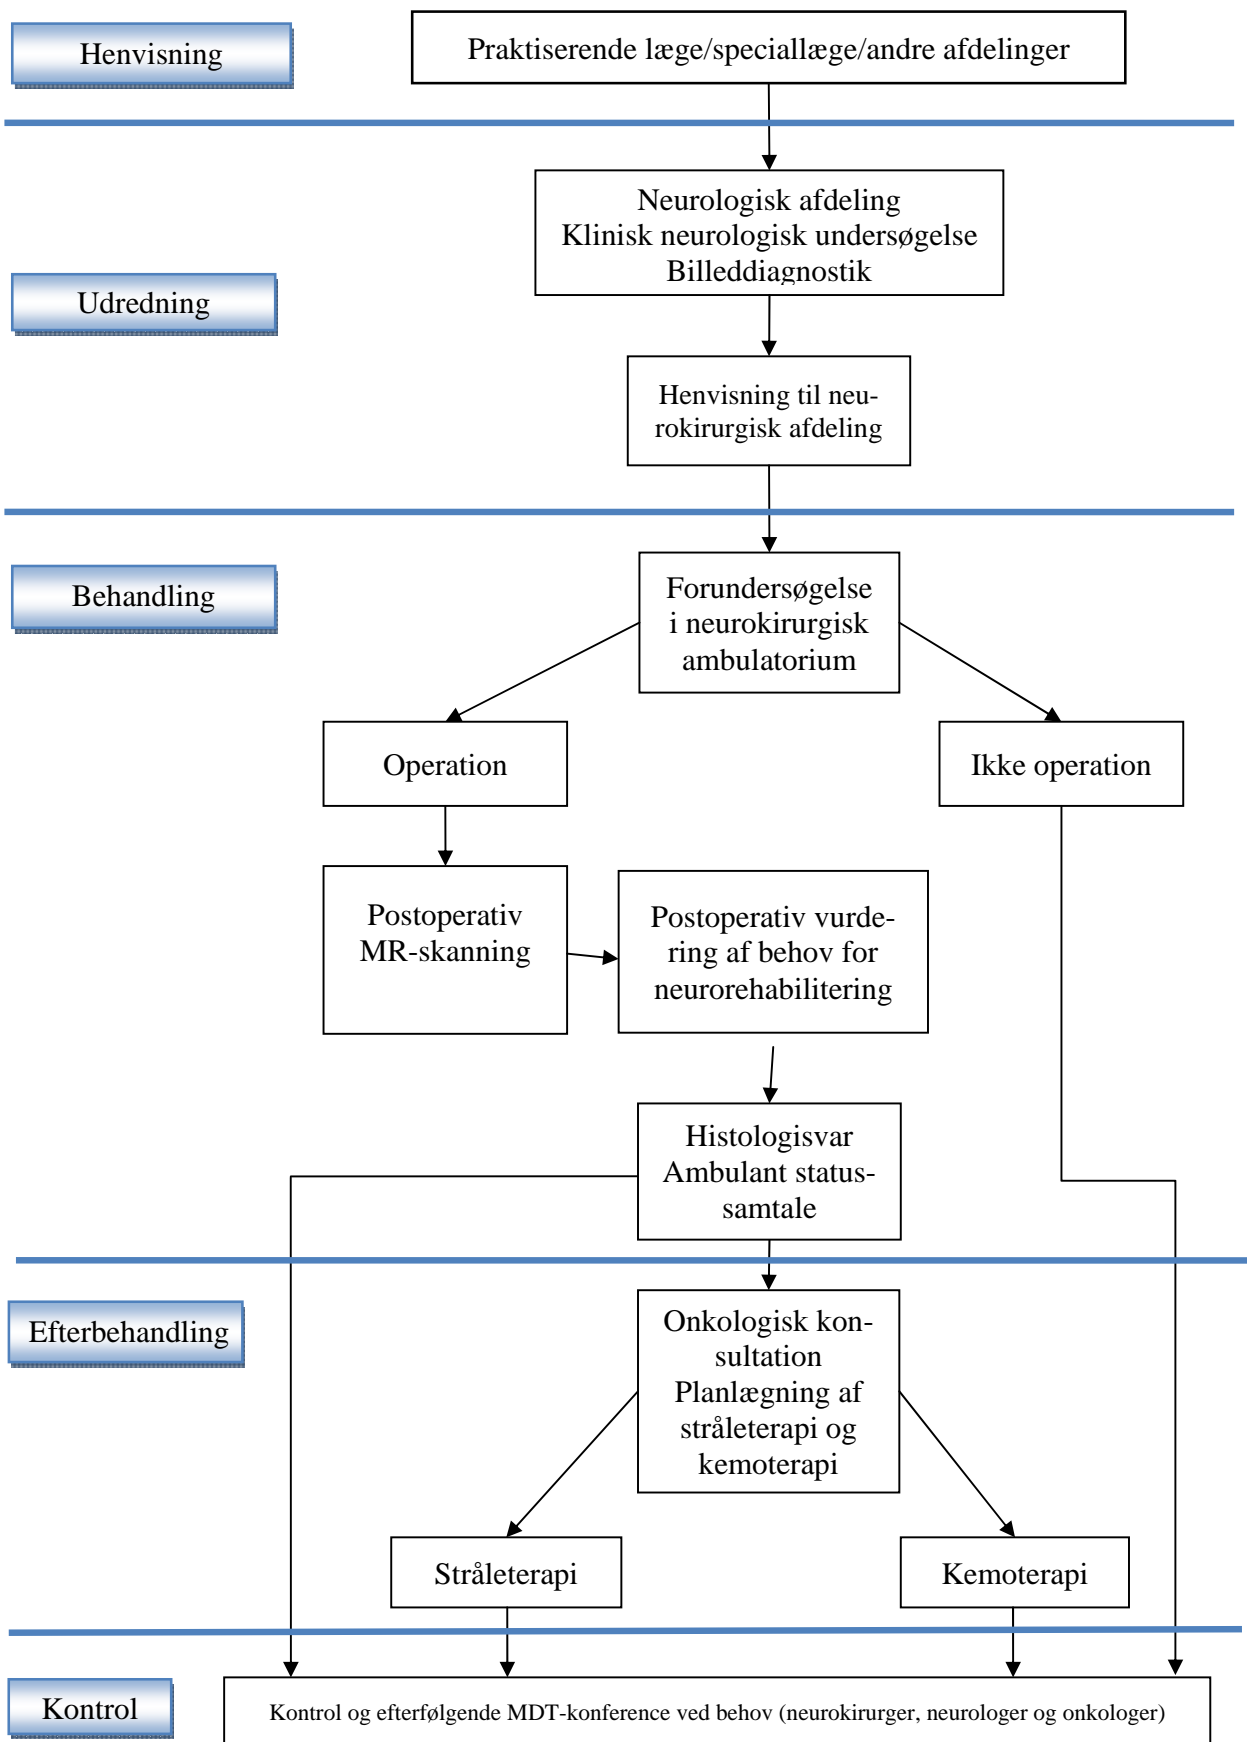 Henvisning
Praktiserende læge/speciallæge/andre afdelinger
Neurologisk afdeling
Klinisk neurologisk undersøgelse
Billeddiagnostik
Udredning
Henvisning til neu-
rokirurgisk afdeling
Behandling
Forundersøgelse
i neurokirurgisk
ambulatorium
Operation
Ikke operation
Postoperativ
MR-skanning
Postoperativ vurde-
ring af behov for
neurorehabilitering
Histologisvar
Ambulant status-
samtale
Efterbehandling
Onkologisk kon-
sultation
Planlægning af
stråleterapi og
kemoterapi
Stråleterapi
Kemoterapi
Kontrol
Kontrol og efterfølgende MDT-konference ved behov (neurokirurger, neurologer og onkologer)